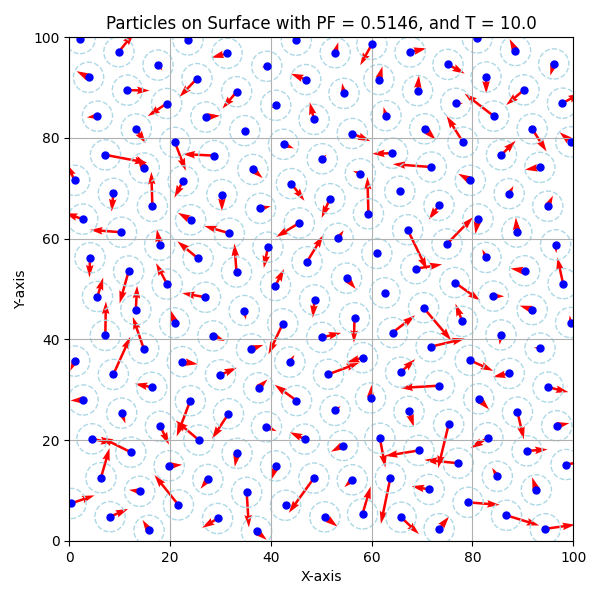 Particles on Surface with PF = 0.5146, and T = 10.0
100
80
60
40
20
0
Y-axis
0 20 40 60 80 100
X-axis